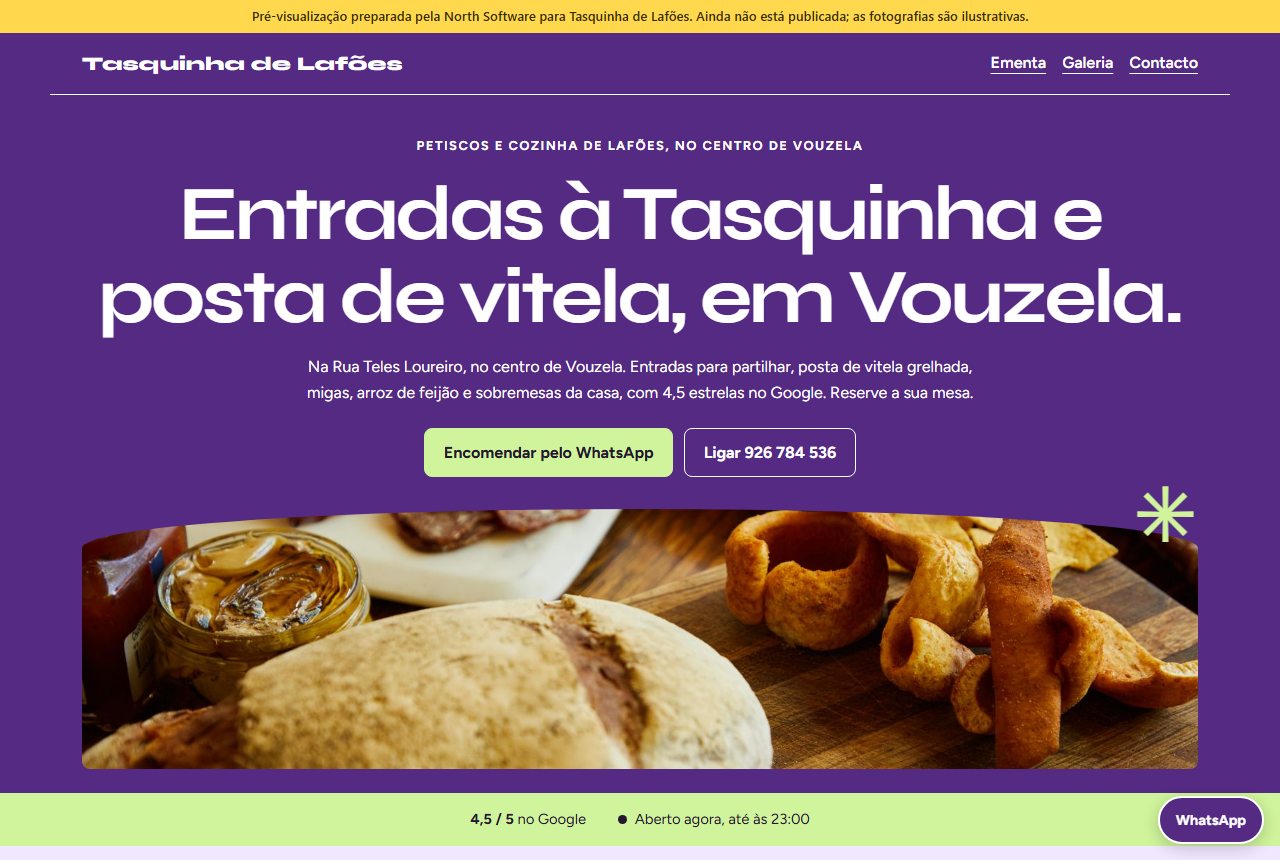 Pré-visualização preparada pela North Software para Tasquinha de Lafões. Ainda não está publicada; as fotografias são ilustrativas.
Tasquinha de Lafões
Ementa Galeria Contacto
PETISCOS E COZINHA DE LAFÕES, NO CENTRO DE VOUZELA
Entradas à Tasquinha e
posta de vitela, em Vouzela.
Na Rua Teles Loureiro, no centro de Vouzela. Entradas para partilhar, posta de vitela grelhada,
migas, arroz de feijão e sobremesas da casa, com 4,5 estrelas no Google. Reserve a sua mesa.
Encomendar pelo WhatsApp Ligar 926 784 536
4,5 / 5 no Google ● Aberto agora, até às 23:00
WhatsApp